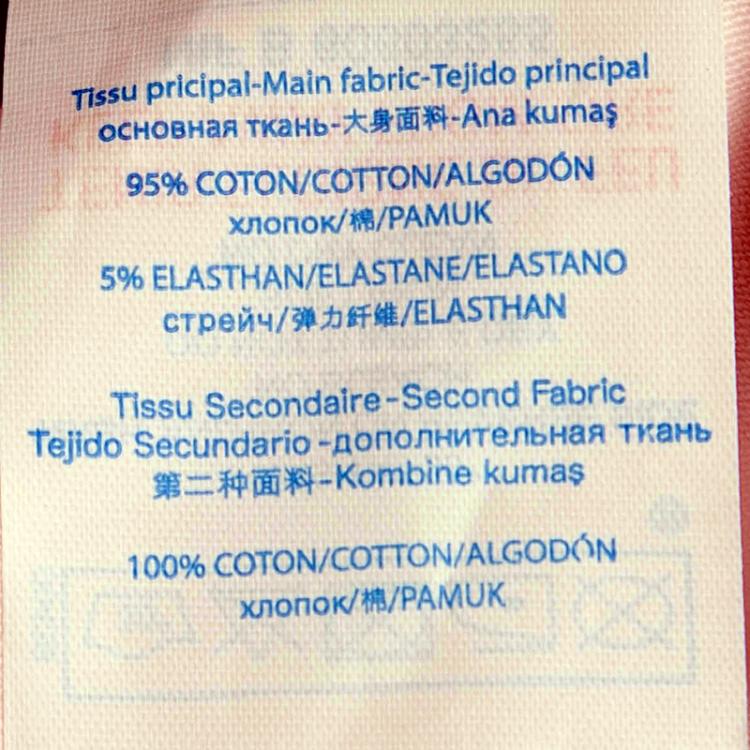 Tissu pricipal-Main fabric-Tejido principal
основная ткань-大身面料-Ana kumaş
95% COTON/COTTON/ALGODÓN
хлопок/棉/PAMUK
5% ELASTHAN/ELASTANE/ELASTANO
стрейч/弹力纤维/ELASTHAN
Tissu Secondaire-Second Fabric
Tejido Secundario-дополнительная ткань
第二种面料-Kombine kumaş
100% COTON/COTTON/ALGODÓN
хлопок/棉/PAMUK